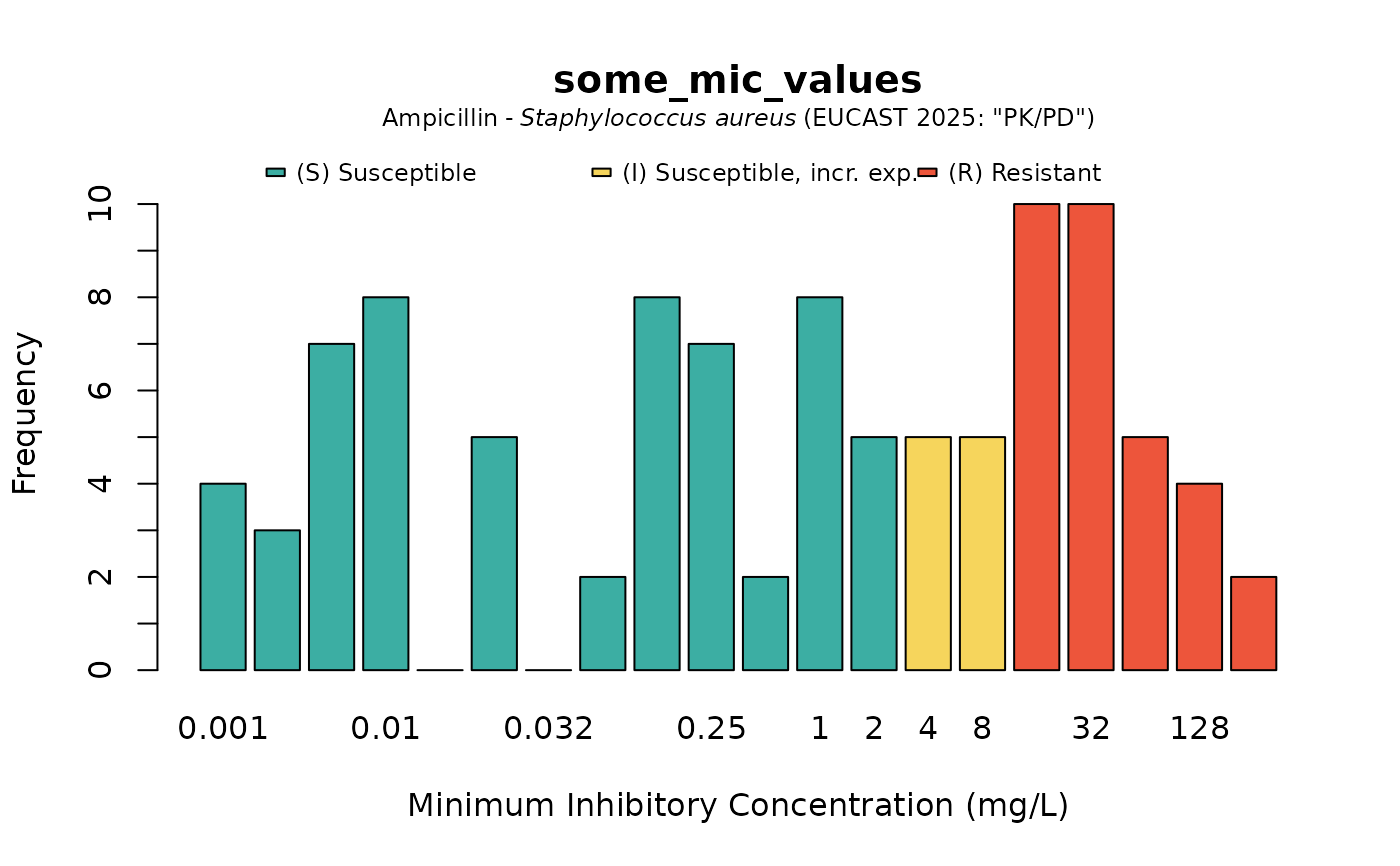 some_mic_values
Ampicillin - Staphylococcus aureus (EUCAST 2025: "PK/PD")
(S) Susceptible (I) Susceptible, incr. exp. (R) Resistant
Frequency
10
8
6
4
2
0
0.001 0.01 0.032 0.25 1 2 4 8 32 128
Minimum Inhibitory Concentration (mg/L)